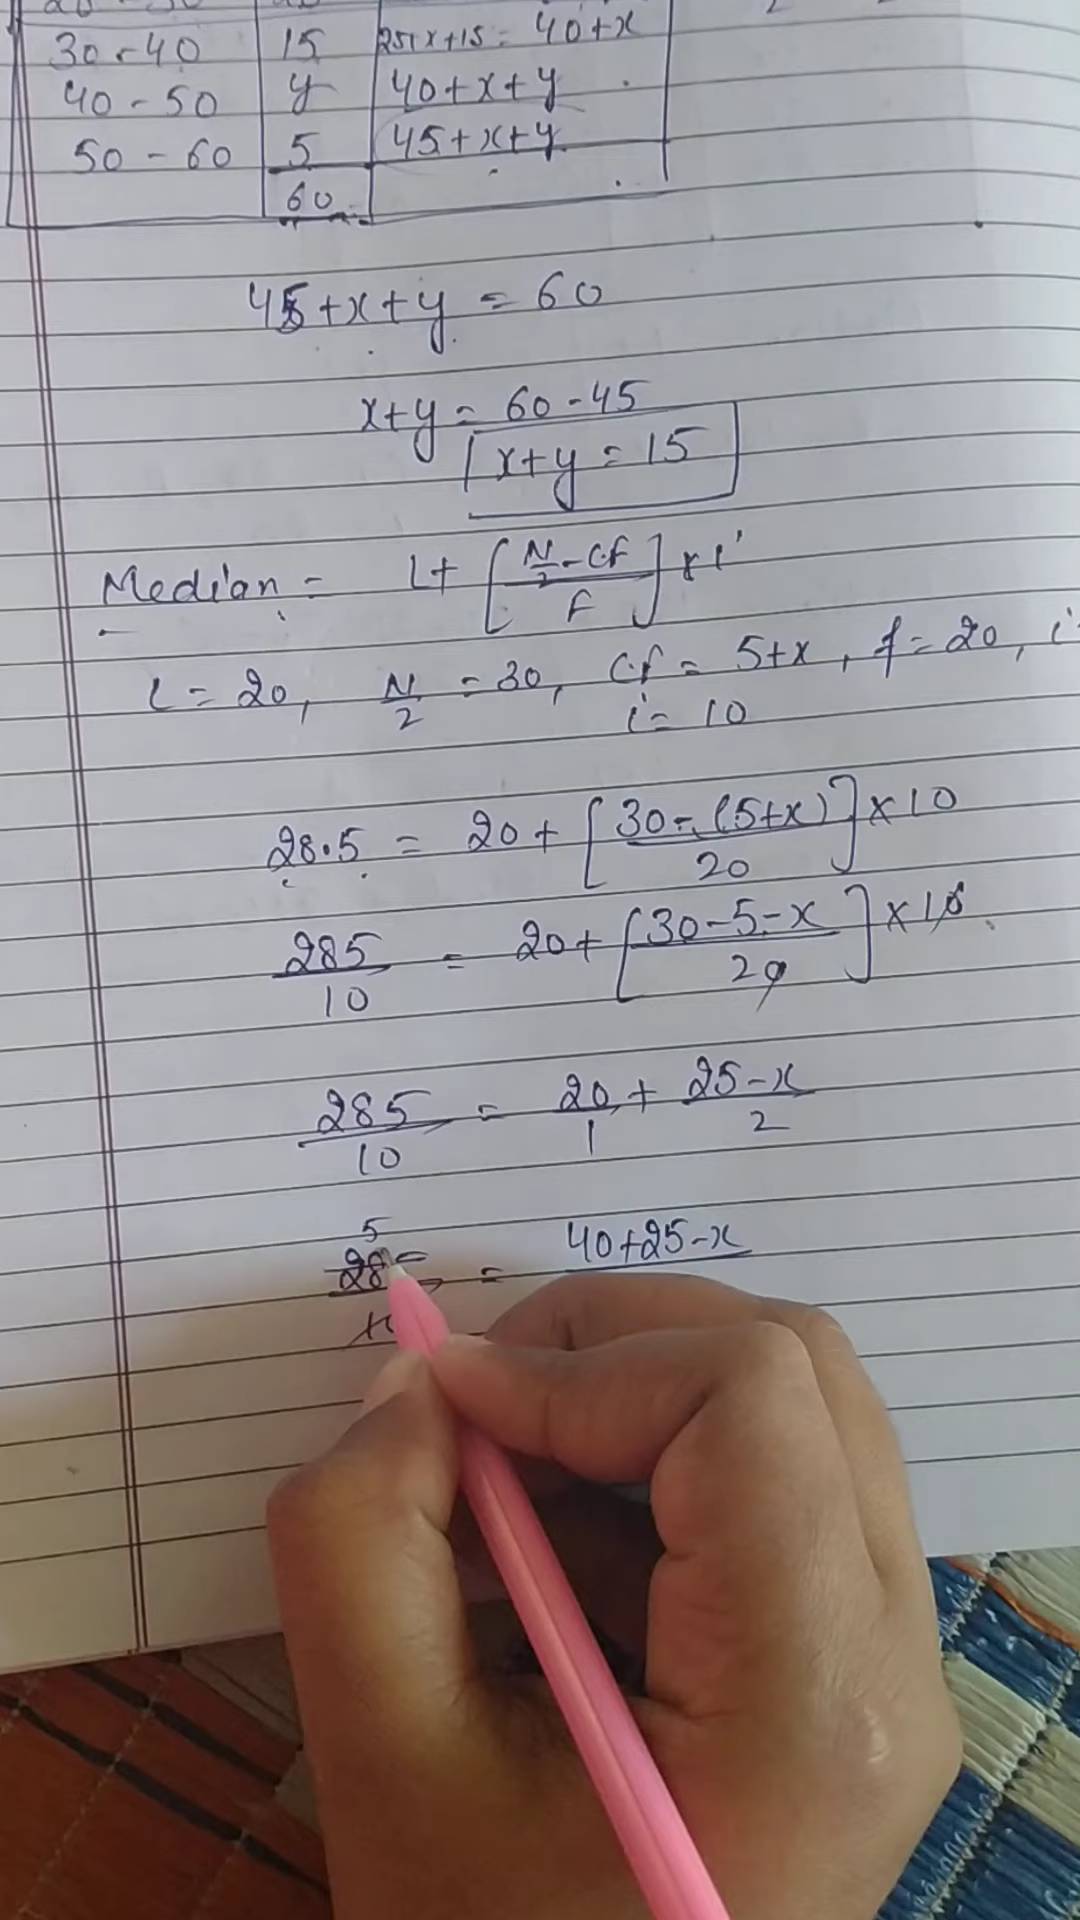 30-40 15 25+x+15= 40+x
40-50 y 40+x+y
50-60 5 45+x+y
60
45+x+y = 60
x+y = 60-45
x+y = 15
Median = l+ [N/2 - cf / f] × i
l = 20, N/2 = 30, cf = 5+x, f = 20, i
i = 10
28.5 = 20+ [30-(5+x) / 20] ×10
285/10 = 20+ [30-5-x / 20] ×10
285/10 = 20/1 + 25-x/2
5
28 = 40+25-x